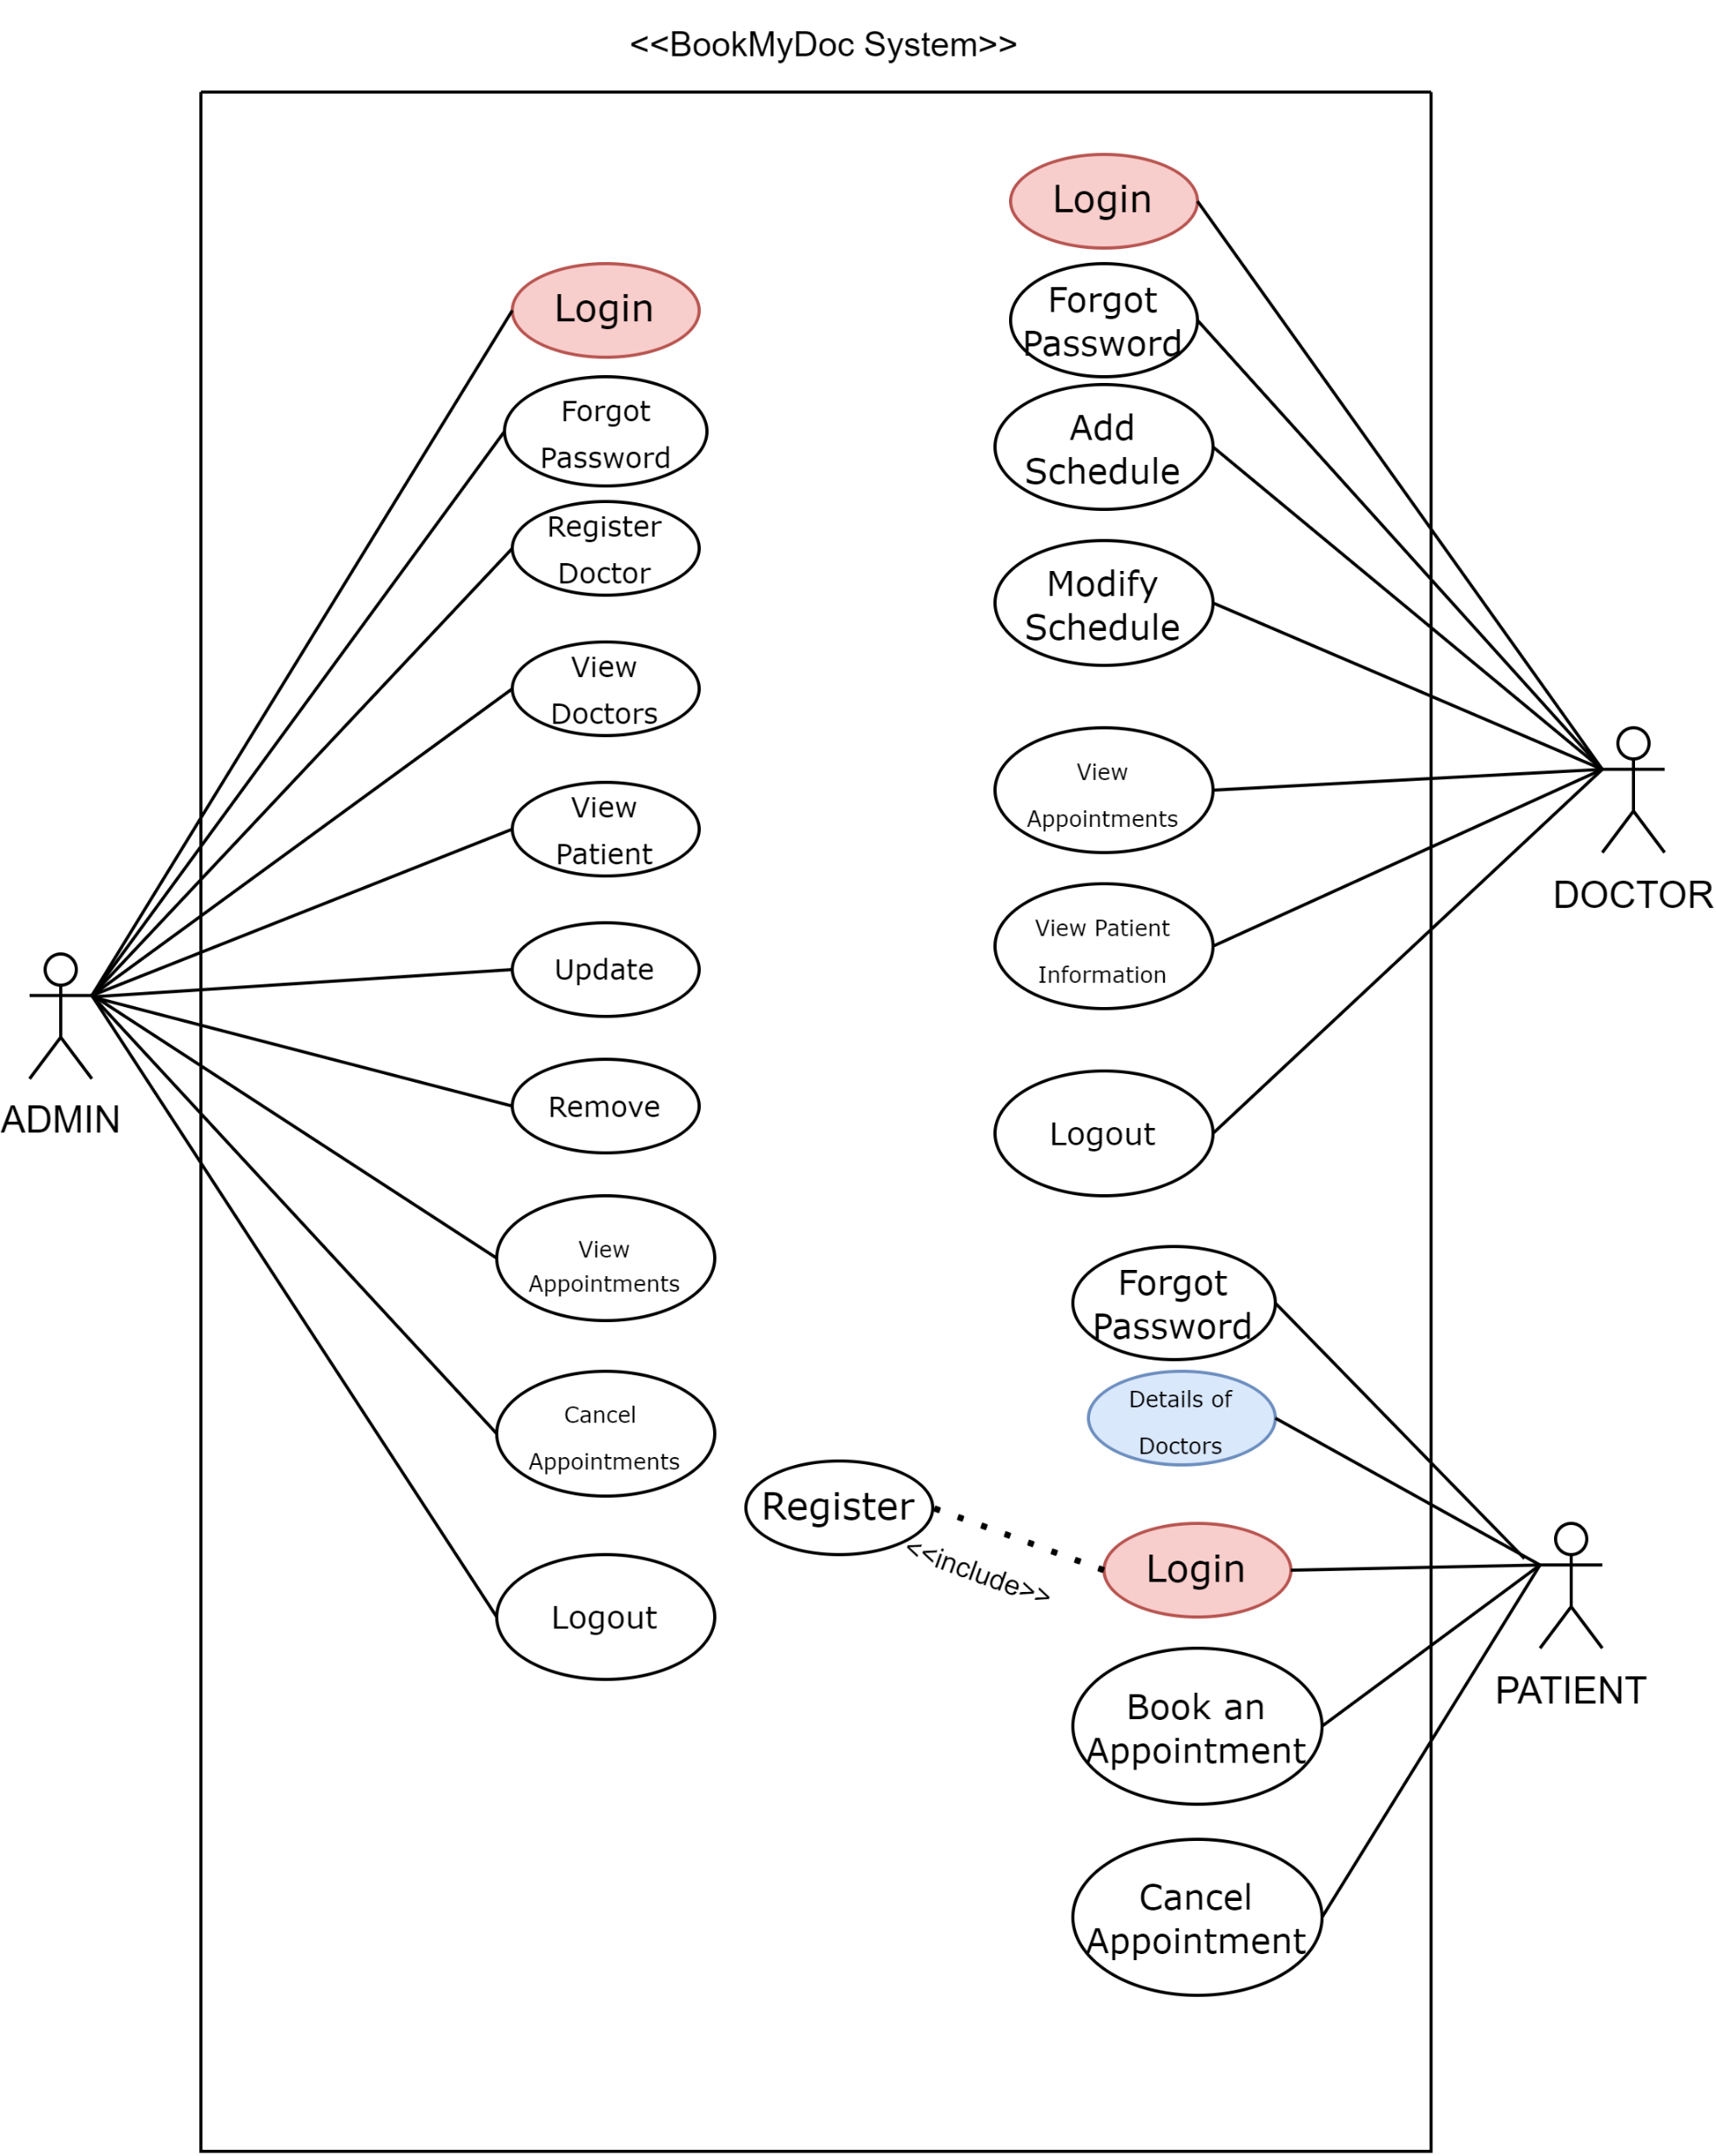 <<BookMyDoc System>>
Login
Forgot
Password
Register
Doctor
View
Doctors
View
Patient
Update
Remove
View
Appointments
Cancel
Appointments
Logout
ADMIN
Login
Forgot
Password
Add
Schedule
Modify
Schedule
View
Appointments
View Patient
Information
Logout
DOCTOR
Forgot
Password
Details of
Doctors
Register
<<include>>
Login
Book an
Appointment
Cancel
Appointment
PATIENT